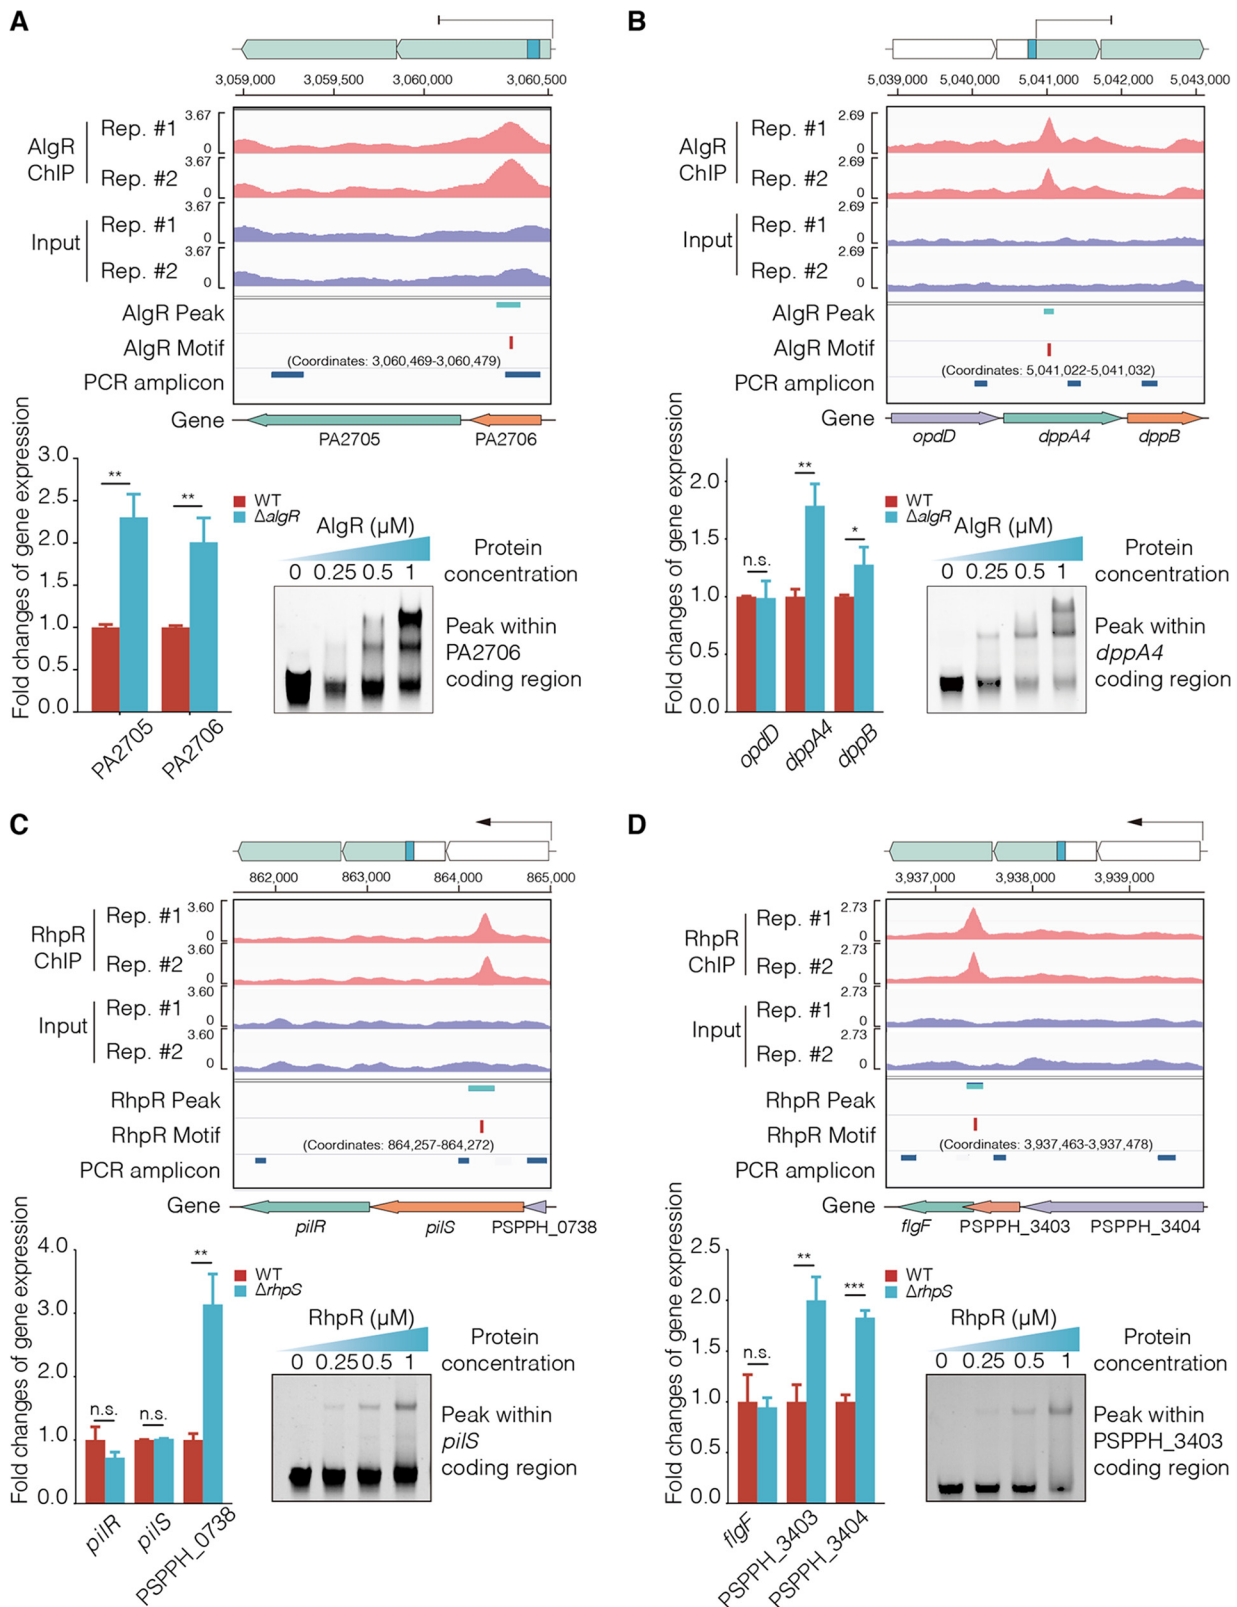 A
3,059,000 3,059,500 3,060,000 3,060,500
AlgR ChIP
Rep. #1 3.67 0
Rep. #2 3.67 0
Input
Rep. #1 3.67 0
Rep. #2 3.67 0
AlgR Peak
AlgR Motif
(Coordinates: 3,060,469-3,060,479)
PCR amplicon
Gene
PA2705 PA2706
Fold changes of gene expression
3.0
2.5
2.0
1.5
1.0
0.5
0.0
** **
WT
ΔalgR
PA2705 PA2706
AlgR (µM)
0 0.25 0.5 1
Protein
concentration
Peak within
PA2706
coding region
B
5,039,000 5,040,000 5,041,000 5,042,000 5,043,000
AlgR ChIP
Rep. #1 2.69 0
Rep. #2 2.69 0
Input
Rep. #1 2.69 0
Rep. #2 2.69 0
AlgR Peak
AlgR Motif
(Coordinates: 5,041,022-5,041,032)
PCR amplicon
Gene
opdD dppA4 dppB
Fold changes of gene expression
2.0
1.5
1.0
0.5
0.0
n.s. ** *
WT
ΔalgR
opdD dppA4 dppB
AlgR (µM)
0 0.25 0.5 1
Protein
concentration
Peak within
dppA4
coding region
C
862,000 863,000 864,000 865,000
RhpR ChIP
Rep. #1 3.60 0
Rep. #2 3.60 0
Input
Rep. #1 3.60 0
Rep. #2 3.60 0
RhpR Peak
RhpR Motif
(Coordinates: 864,257-864,272)
PCR amplicon
Gene
pilR pilS PSPPH_0738
Fold changes of gene expression
4.0
3.0
2.0
1.0
0.0
n.s. n.s. **
WT
ΔrhpS
pilR pilS PSPPH_0738
RhpR (µM)
0 0.25 0.5 1
Protein
concentration
Peak within
pilS
coding region
D
3,937,000 3,938,000 3,939,000
RhpR ChIP
Rep. #1 2.73 0
Rep. #2 2.73 0
Input
Rep. #1 2.73 0
Rep. #2 2.73 0
RhpR Peak
RhpR Motif
(Coordinates: 3,937,463-3,937,478)
PCR amplicon
Gene
flgF PSPPH_3403 PSPPH_3404
Fold changes of gene expression
2.5
2.0
1.5
1.0
0.5
0.0
n.s. ** ***
WT
ΔrhpS
flgF PSPPH_3403 PSPPH_3404
RhpR (µM)
0 0.25 0.5 1
Protein
concentration
Peak within
PSPPH_3403
coding region